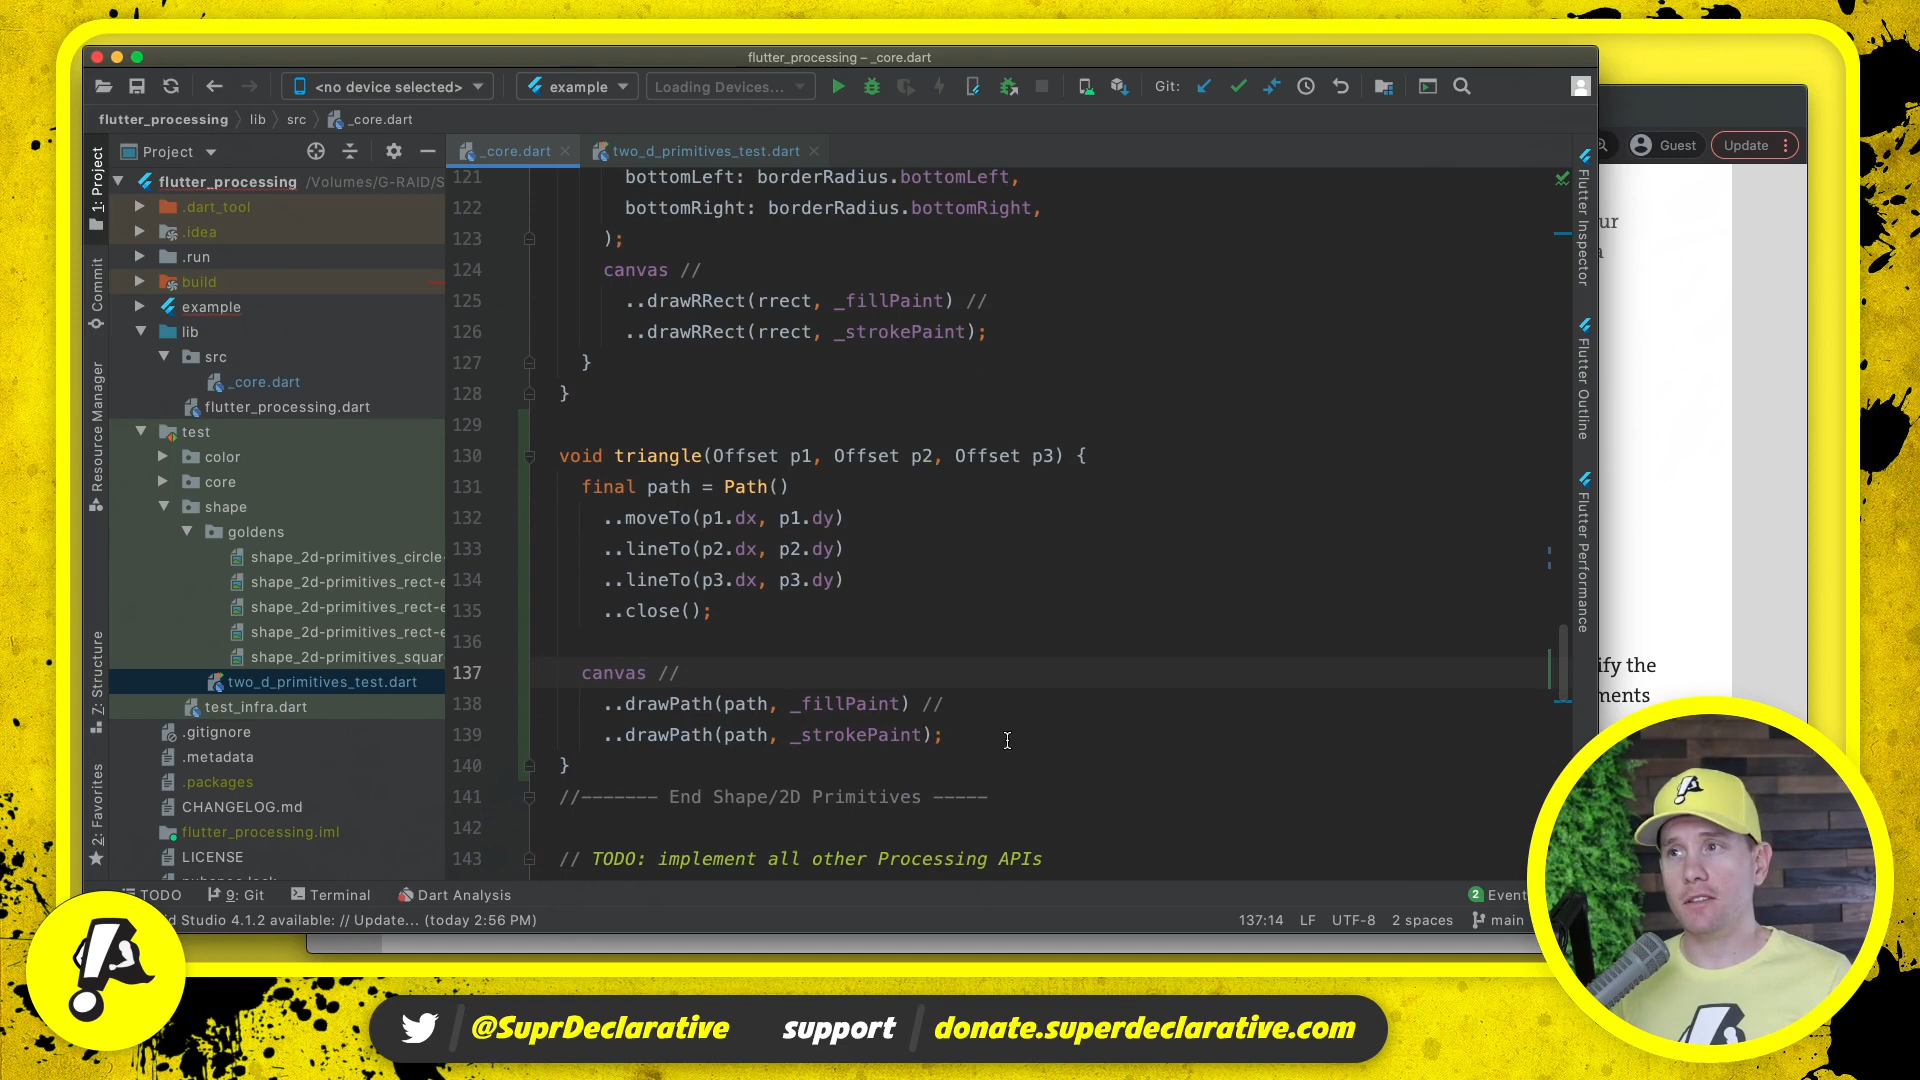 flutter_processing – _core.dart
<no device selected>
example
Loading Devices...
Git:
flutter_processing
lib
src
_core.dart
Project
_core.dart
two_d_primitives_test.dart
Guest
Update
1: Project
Commit
Resource Manager
Z: Structure
2: Favorites
flutter_processing /Volumes/G-RAID/S
.dart_tool
.idea
.run
build
example
lib
src
_core.dart
flutter_processing.dart
test
color
core
shape
goldens
shape_2d-primitives_circle-
shape_2d-primitives_rect-e
shape_2d-primitives_rect-e
shape_2d-primitives_rect-e
shape_2d-primitives_squar
two_d_primitives_test.dart
test_infra.dart
.gitignore
.metadata
.packages
CHANGELOG.md
flutter_processing.iml
LICENSE
121 bottomLeft: borderRadius.bottomLeft,
122 bottomRight: borderRadius.bottomRight,
123 );
124 canvas //
125 ..drawRRect(rrect, _fillPaint) //
126 ..drawRRect(rrect, _strokePaint);
127 }
128 }
129
130 void triangle(Offset p1, Offset p2, Offset p3) {
131 final path = Path()
132 ..moveTo(p1.dx, p1.dy)
133 ..lineTo(p2.dx, p2.dy)
134 ..lineTo(p3.dx, p3.dy)
135 ..close();
136
137 canvas //
138 ..drawPath(path, _fillPaint) //
139 ..drawPath(path, _strokePaint);
140 }
141 //------- End Shape/2D Primitives -----
142
143 // TODO: implement all other Processing APIs
Flutter Inspector
Flutter Outline
Flutter Performance
ur
a
ify the
ments
TODO
9: Git
Terminal
Dart Analysis
2 Event
d Studio 4.1.2 available: // Update... (today 2:56 PM)
137:14
LF
UTF-8
2 spaces
main
@SuprDeclarative
support
donate.superdeclarative.com